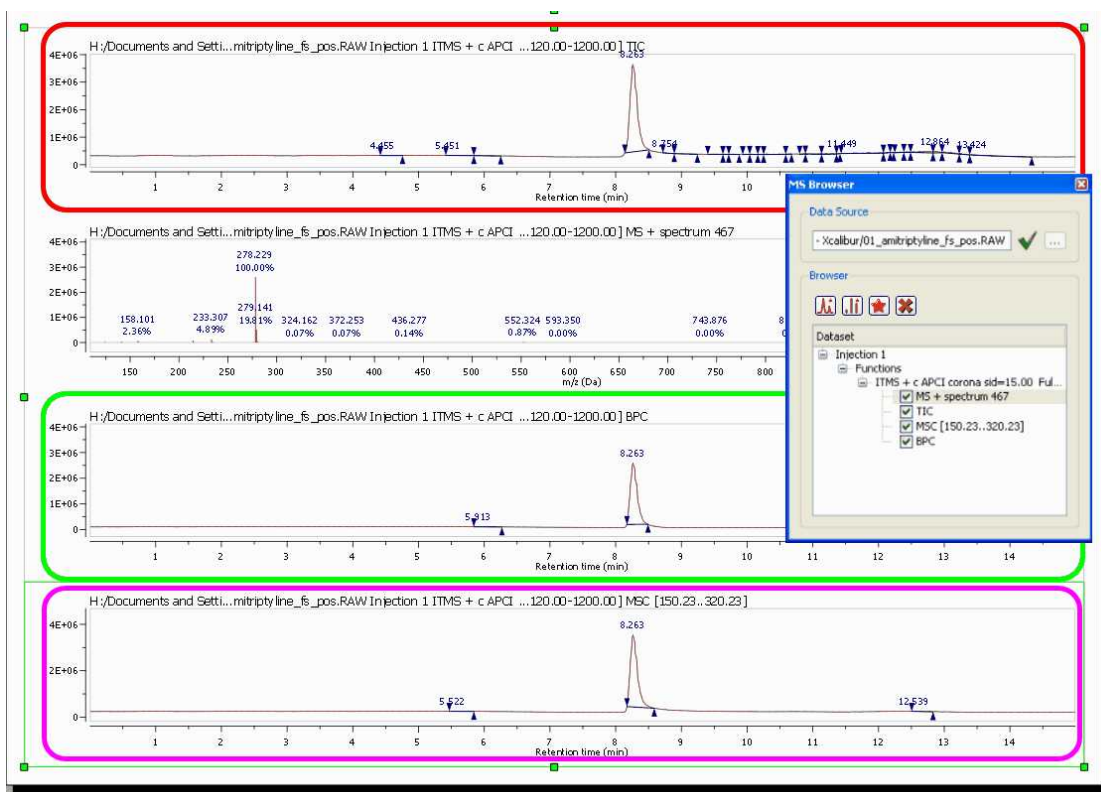 H:/Documents and Setti...mitriptyline_fs_pos.RAW Injection 1 ITMS + c APCI ...120.00-1200.00] TIC
8.263
4E+06
3E+06
2E+06
1E+06
0
4.455 5.451 8.754 11.449 12.864 13.424
1 2 3 4 5 6 7 8 9 10
Retention time (min)
H:/Documents and Setti...mitriptyline_fs_pos.RAW Injection 1 ITMS + c APCI ...120.00-1200.00] MS + spectrum 467
4E+06
3E+06
2E+06
1E+06
0
278.229
100.00%
279.141
19.81%
158.101
2.36%
233.307
4.89%
324.162
0.07%
372.253
0.07%
436.277
0.14%
552.324
0.87%
593.350
0.00%
743.876
0.00%
8
150 200 250 300 350 400 450 500 550 600 650 700 750 800
m/z (Da)
MS Browser
Data Source
- Xcalibur/01_amitriptyline_fs_pos.RAW
...
Browser
Dataset
Injection 1
Functions
ITMS + c APCI corona sid=15.00 Ful...
MS + spectrum 467
TIC
MSC [150.23..320.23]
BPC
H:/Documents and Setti...mitriptyline_fs_pos.RAW Injection 1 ITMS + c APCI ...120.00-1200.00] BPC
4E+06
3E+06
2E+06
1E+06
0
5.913 8.263
1 2 3 4 5 6 7 8 9 10 11 12 13 14
Retention time (min)
H:/Documents and Setti...mitriptyline_fs_pos.RAW Injection 1 ITMS + c APCI ...120.00-1200.00] MSC [150.23..320.23]
4E+06
2E+06
0
5.522 8.263 12.539
1 2 3 4 5 6 7 8 9 10 11 12 13 14
Retention time (min)